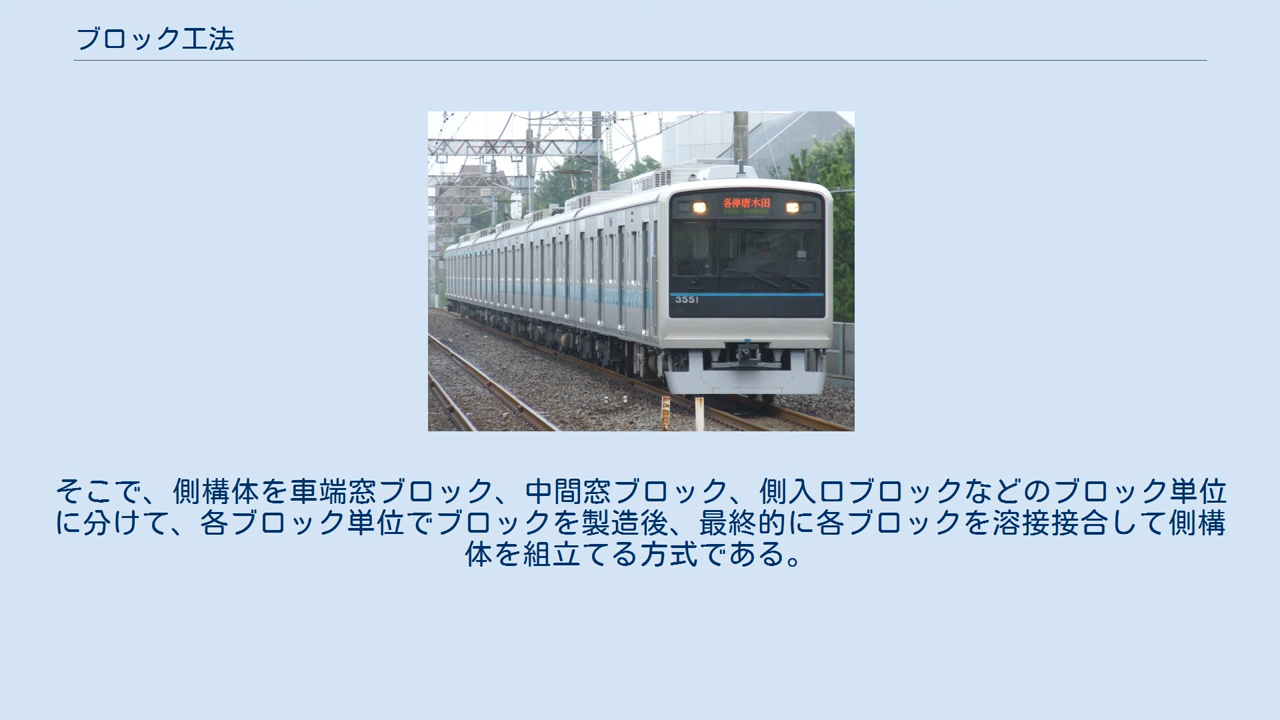 ブロック工法
各停唐木田
3551
そこで、側構体を車端窓ブロック、中間窓ブロック、側入口ブロックなどのブロック単位
に分けて、各ブロック単位でブロックを製造後、最終的に各ブロックを溶接接合して側構
体を組立てる方式である。